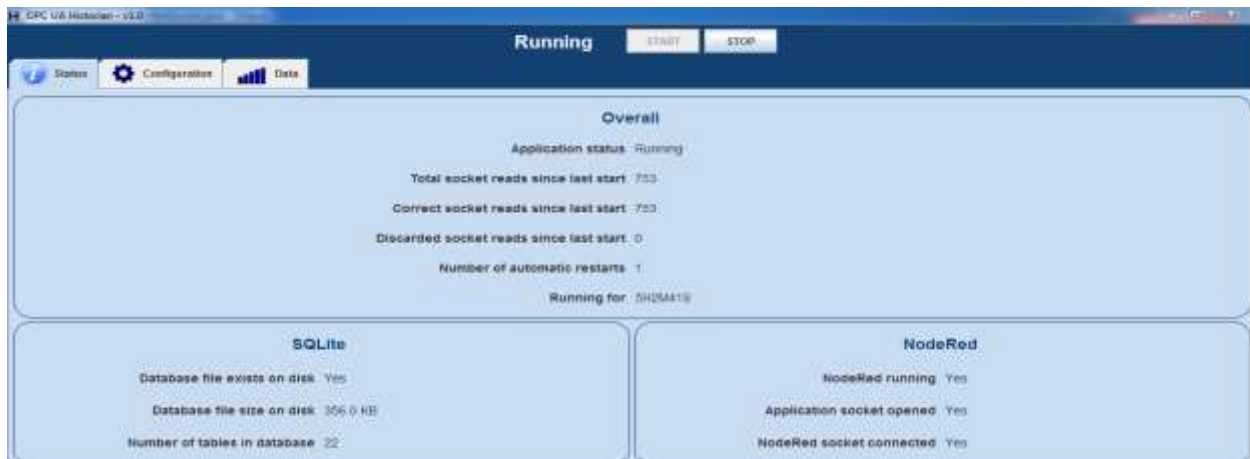 OPC UA Historian - v1.0
Running START STOP
Status Configuration Data
Overall
Application status Running
Total socket reads since last start 753
Correct socket reads since last start 753
Discarded socket reads since last start 0
Number of automatic restarts 1
Running for 5H2M41S
SQLite
Database file exists on disk Yes
Database file size on disk 356.0 KB
Number of tables in database 22
NodeRed
NodeRed running Yes
Application socket opened Yes
NodeRed socket connected Yes